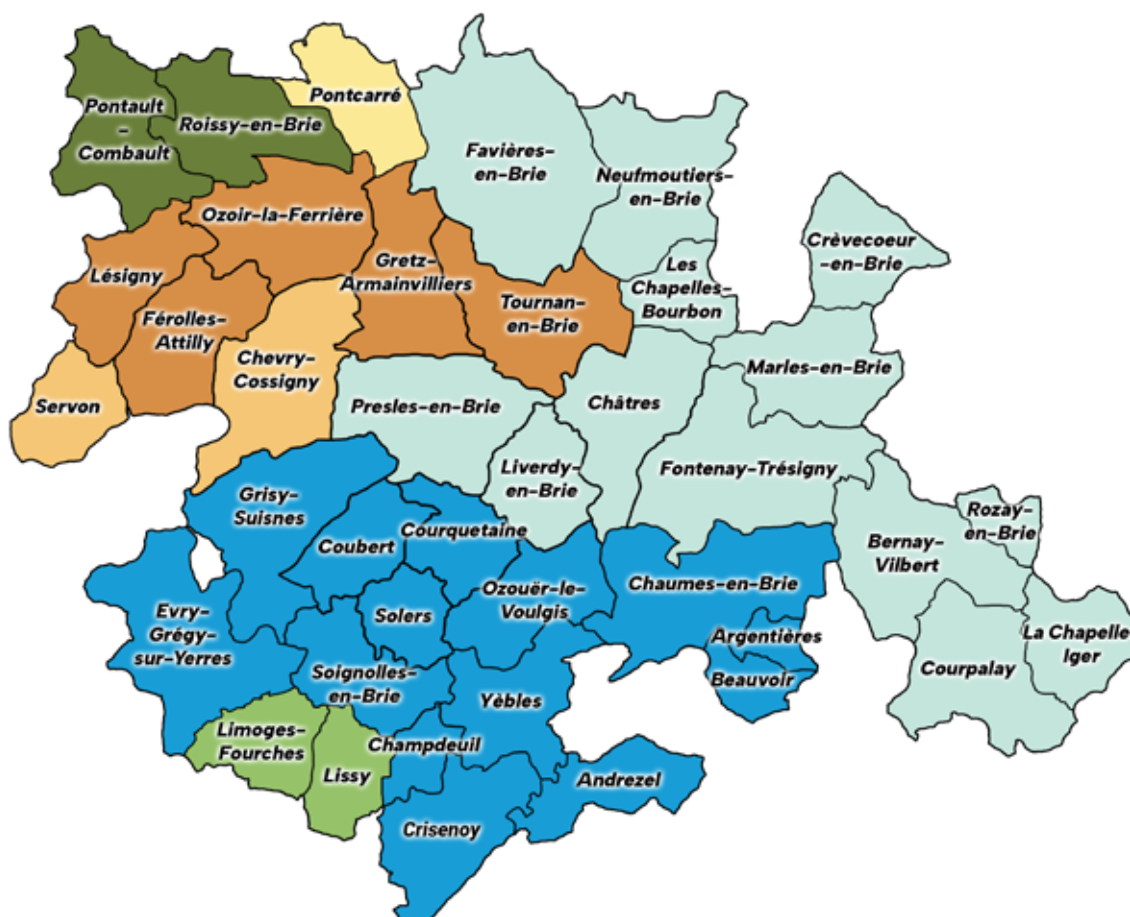 Pontcarré
Pontault
-
Combault
Roissy-en-Brie
Favières-
en-Brie
Neufmoutiers-
en-Brie
Ozoir-la-Ferrière
Crèvecoeur
-en-Brie
Lésigny
Gretz-
Armainvilliers
Les
Chapelles-
Bourbon
Férolles-
Attilly
Tournan-
en-Brie
Chevry-
Cossigny
Marles-en-Brie
Servon
Presles-en-Brie
Châtres
Liverdy-
en-Brie
Fontenay-Trésigny
Grisy-
Suisnes
Rozay-
en-Brie
Courquetaine
Coubert
Bernay-
Vilbert
Ozouër-le-
Voulgis
Chaumes-en-Brie
Evry-
Grégy-
sur-Yerres
Solers
Argentières
La Chapelle
Iger
Courpalay
Soignolles-
en-Brie
Beauvoir
Yèbles
Limoges-
Fourches
Champdeuil
Lissy
Andrezel
Crisenoy